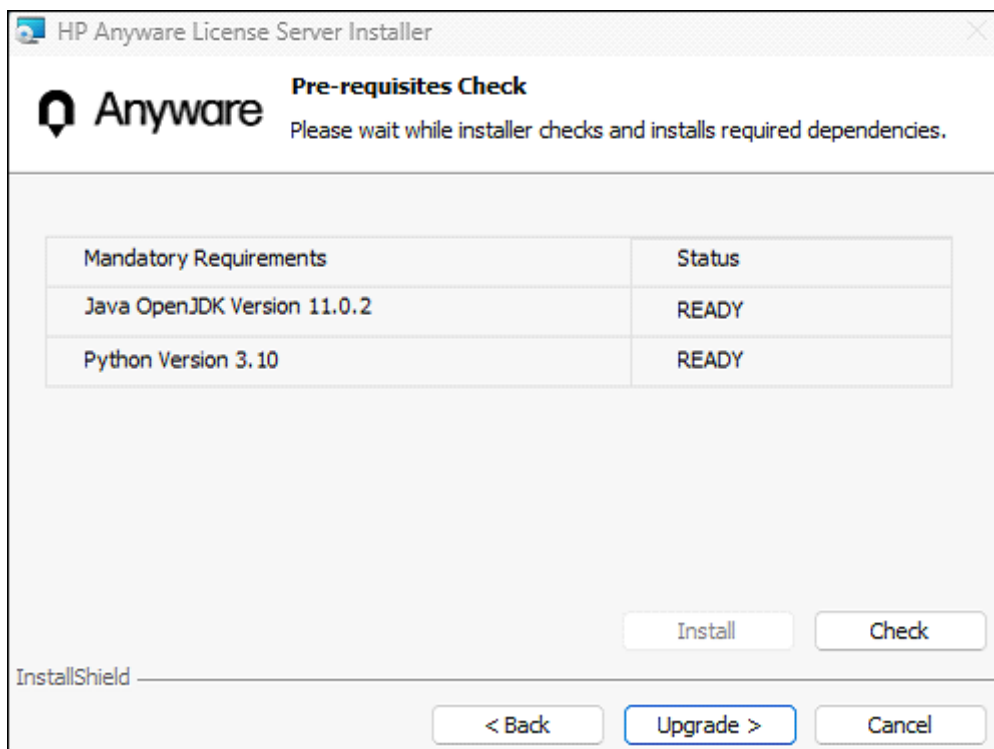 HP Anyware License Server Installer
Anyware
Pre-requisites Check
Please wait while installer checks and installs required dependencies.
Mandatory Requirements Status
Java OpenJDK Version 11.0.2 READY
Python Version 3.10 READY
Install Check
InstallShield
< Back Upgrade > Cancel